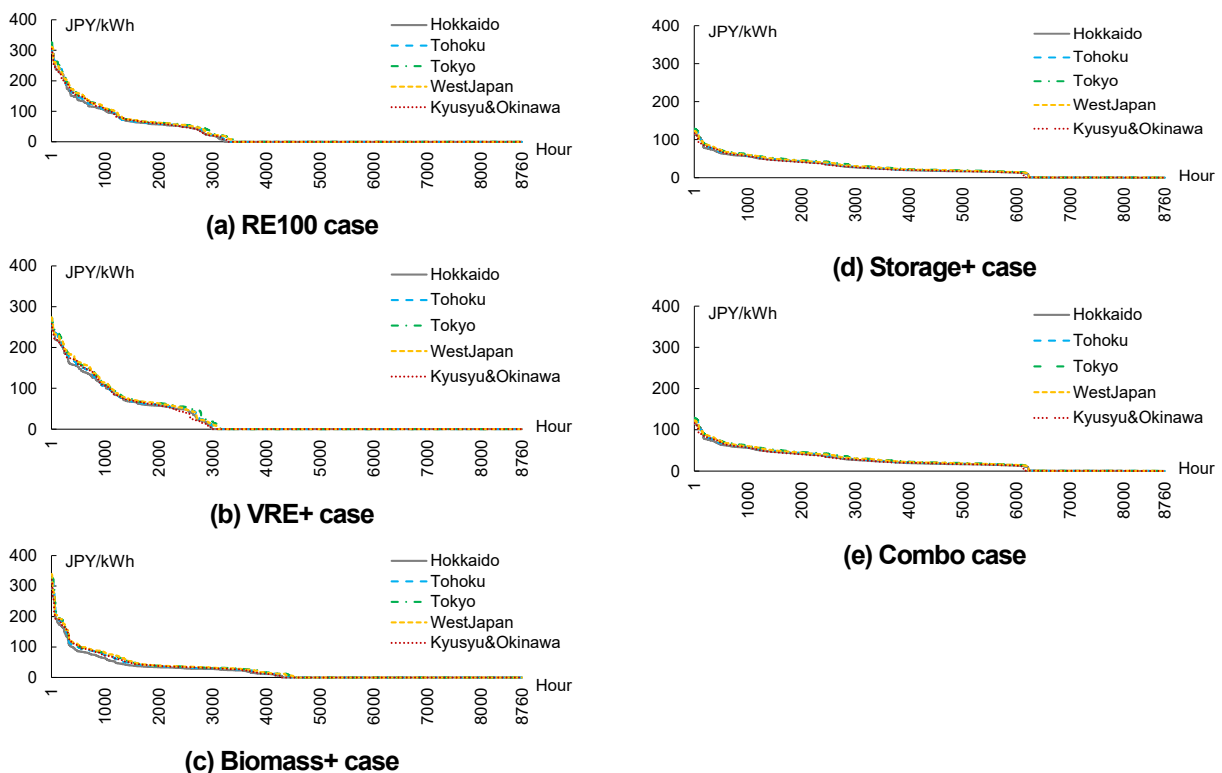 JPY/kWh
400
300
200
100
0
Hokkaido
Tohoku
Tokyo
WestJapan
Kyusyu&Okinawa
Hour
1
1000
2000
3000
4000
5000
6000
7000
8000
8760
(a) RE100 case
JPY/kWh
400
300
200
100
0
Hokkaido
Tohoku
Tokyo
WestJapan
Kyusyu&Okinawa
Hour
1
1000
2000
3000
4000
5000
6000
7000
8000
8760
(b) VRE+ case
JPY/kWh
400
300
200
100
0
Hokkaido
Tohoku
Tokyo
WestJapan
Kyusyu&Okinawa
Hour
1
1000
2000
3000
4000
5000
6000
7000
8000
8760
(c) Biomass+ case
JPY/kWh
400
300
200
100
0
Hokkaido
Tohoku
Tokyo
WestJapan
Kyusyu&Okinawa
Hour
1
1000
2000
3000
4000
5000
6000
7000
8000
8760
(d) Storage+ case
JPY/kWh
400
300
200
100
0
Hokkaido
Tohoku
Tokyo
WestJapan
Kyusyu&Okinawa
Hour
1
1000
2000
3000
4000
5000
6000
7000
8000
8760
(e) Combo case